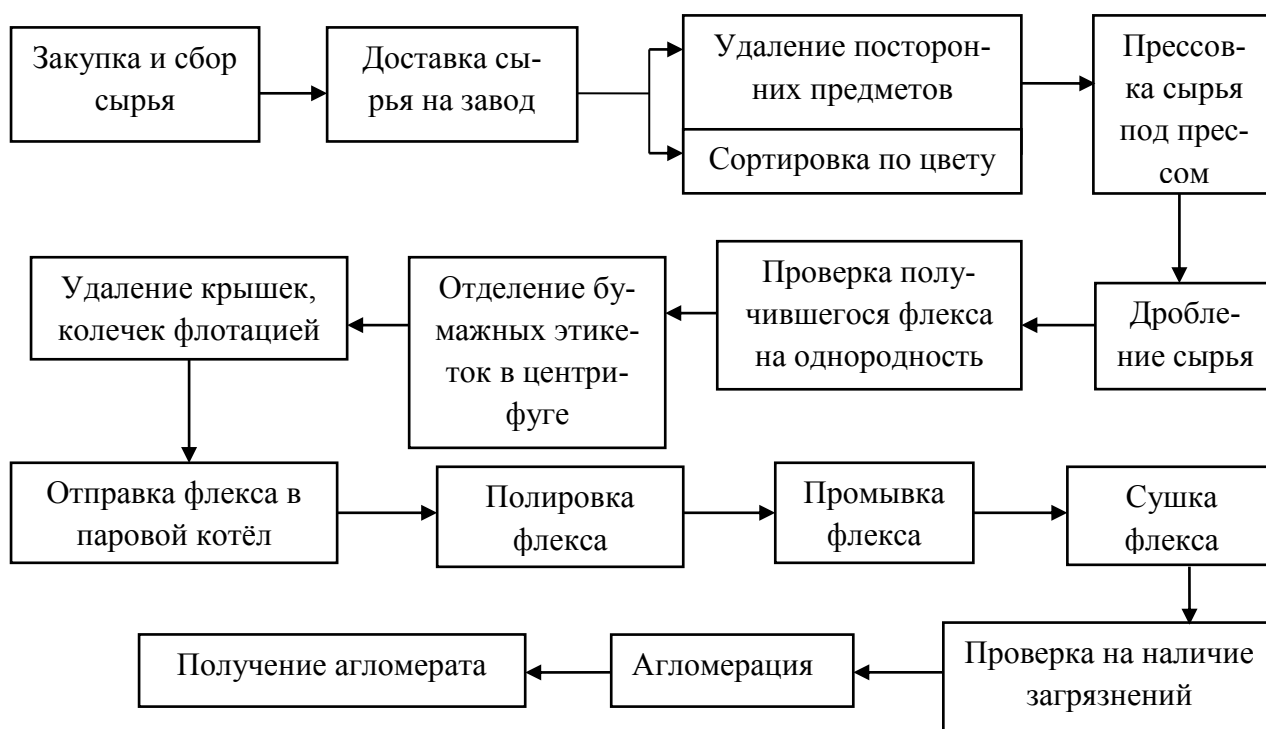 Закупка и сбор
сырья
Доставка сы-
рья на завод
Удаление посторон-
них предметов
Сортировка по цвету
Прессов-
ка сырья
под прес-
сом
Дробле-
ние сырья
Проверка полу-
чившегося флекса
на однородность
Отделение бу-
мажных этике-
ток в центри-
фуге
Удаление крышек,
колечек флотацией
Отправка флекса в
паровой котёл
Полировка
флекса
Промывка
флекса
Сушка
флекса
Проверка на наличие
загрязнений
Агломерация
Получение агломерата